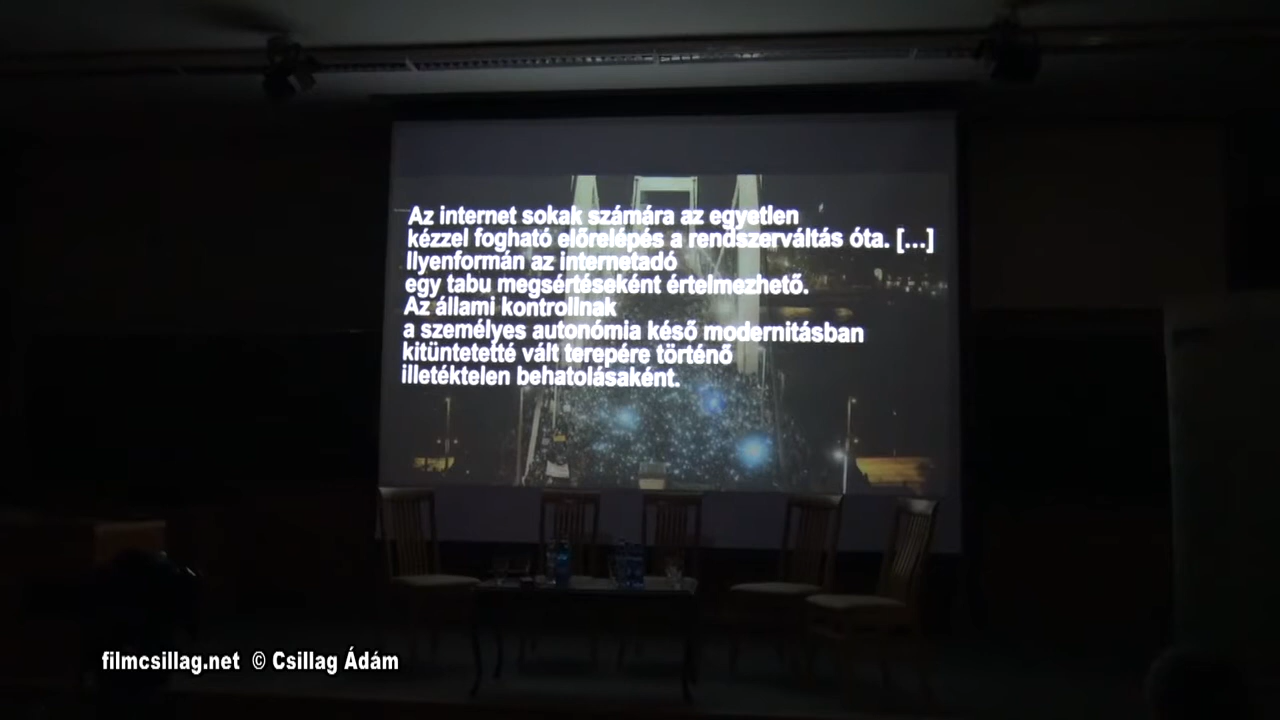 Az internet sokak számára az egyetlen
kézzel fogható előrelépés a rendszerváltás óta. [...]
Ilyenformán az internetadó
egy tabu megsértéseként értelmezhető.
Az állami kontrollnak
a személyes autonómia késő modernitásban
kitüntetetté vált terepére történő
illetéktelen behatolásaként.
filmcsillag.net © Csillag Ádám